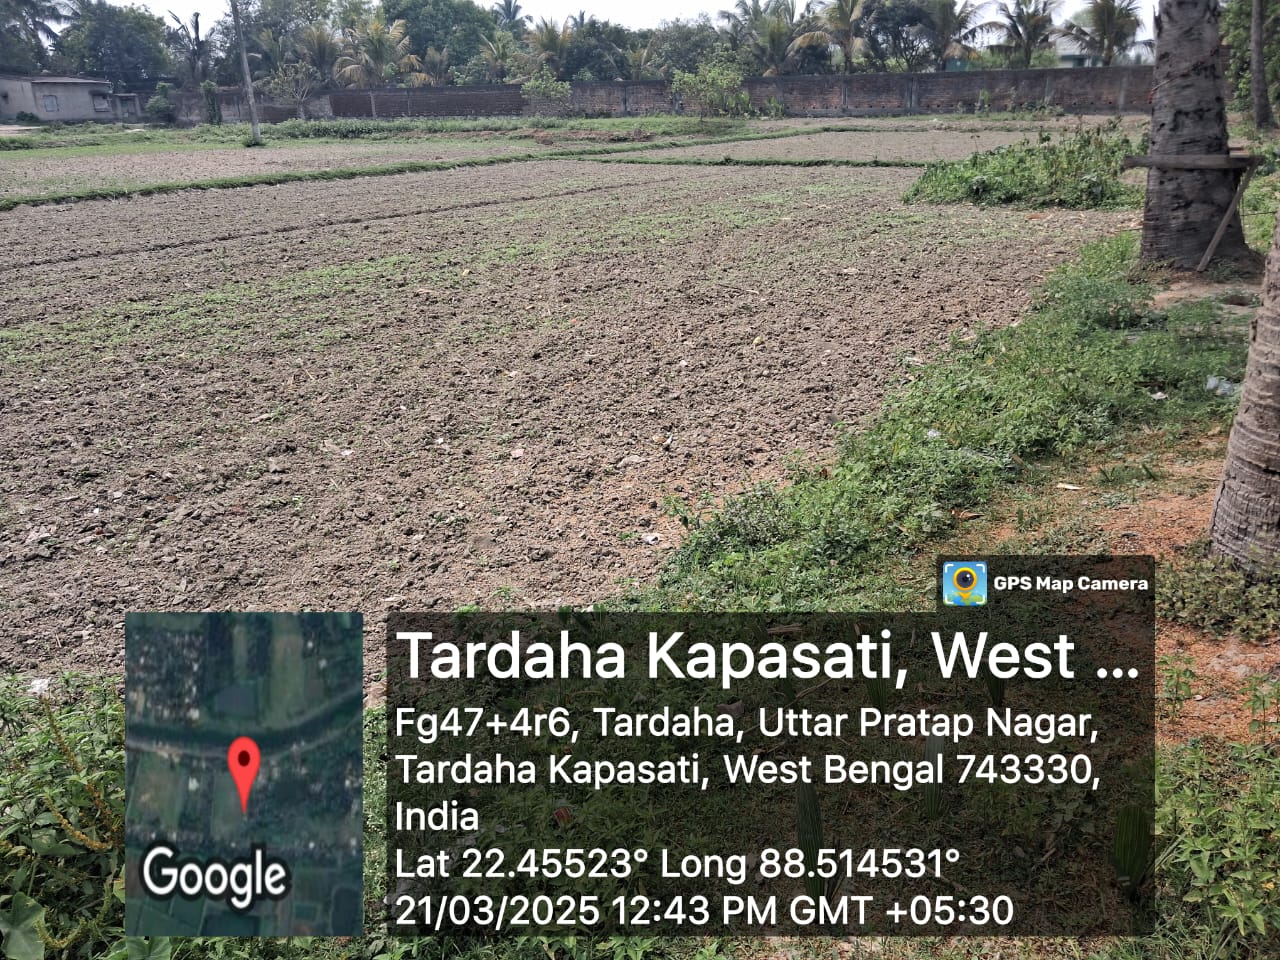 GPS Map Camera
Tardaha Kapasati, West ...
Fg47+4r6, Tardaha, Uttar Pratap Nagar,
Tardaha Kapasati, West Bengal 743330,
India
Lat 22.45523° Long 88.514531°
21/03/2025 12:43 PM GMT +05:30
Google